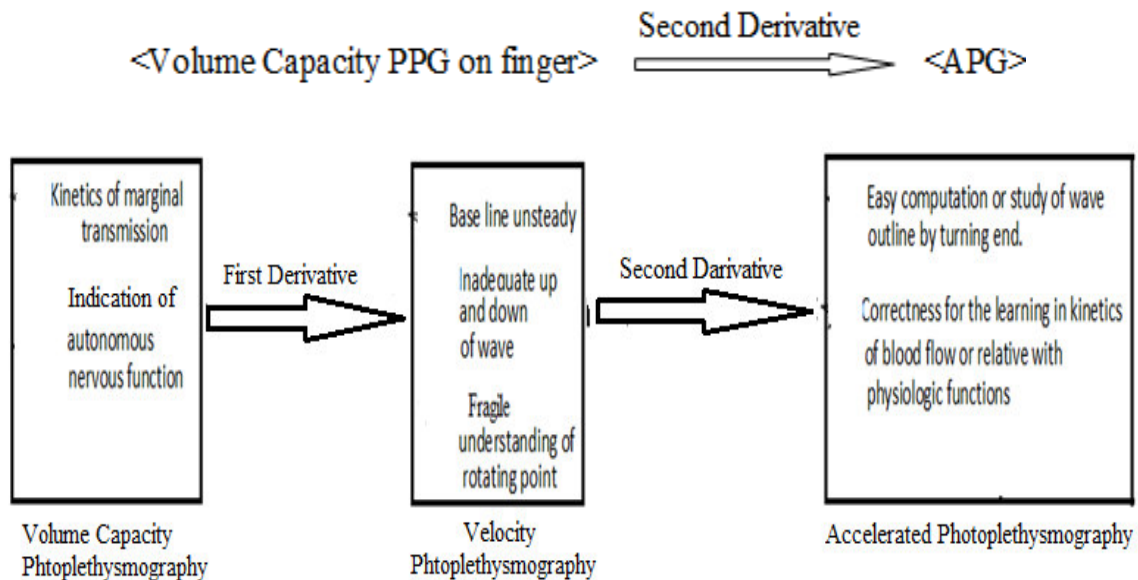 Second Derivative
<Volume Capacity PPG on finger>
<APG>
Kinetics of marginal
transmission
Indication of
autonomous
nervous function
Volume Capacity
Phtoplethysmography
First Derivative
Base line unsteady
Inadequate up
and down
of wave
Fragile
understanding of
rotating point
Velocity
Phtoplethysmography
Second Darivative
Easy computation or study of wave
outline by turning end.
Correctness for the learning in kinetics
of blood flow or relative with
physiologic functions
Accelerated Photoplethysmography